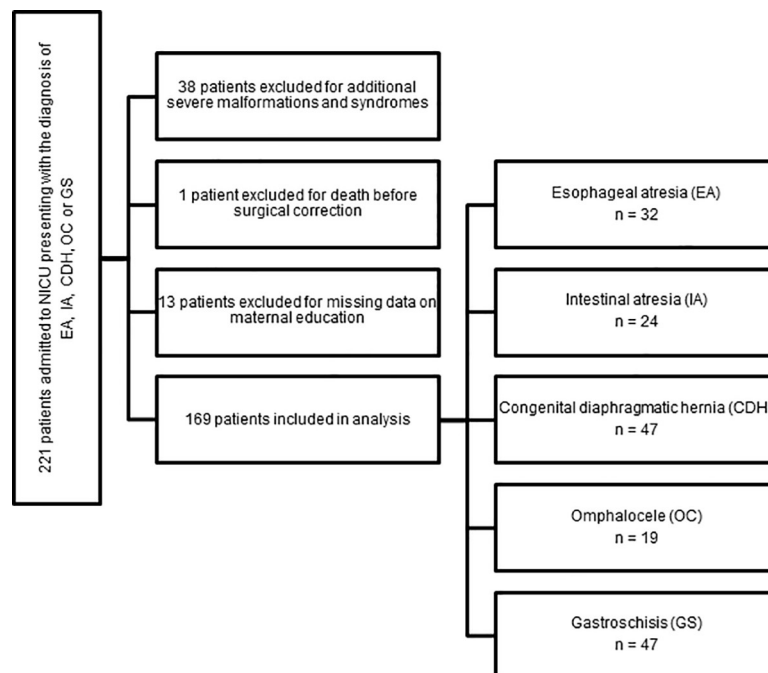 221 patients admitted to NICU presenting with the diagnosis of
EA, IA, CDH, OC or GS
38 patients excluded for additional
severe malformations and syndromes
1 patient excluded for death before
surgical correction
13 patients excluded for missing data on
maternal education
169 patients included in analysis
Esophageal atresia (EA)
n = 32
Intestinal atresia (IA)
n = 24
Congenital diaphragmatic hernia (CDH
n = 47
Omphalocele (OC)
n = 19
Gastroschisis (GS)
n = 47